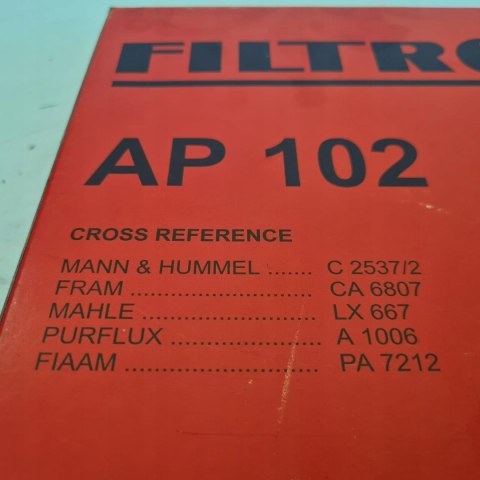 FILTRO
AP 102
CROSS REFERENCE
MANN & HUMMEL ....... C 2537/2
FRAM ............................ CA 6807
MAHLE ............................ LX 667
PURFLUX ....................... A 1006
FIAAM ............................ PA 7212